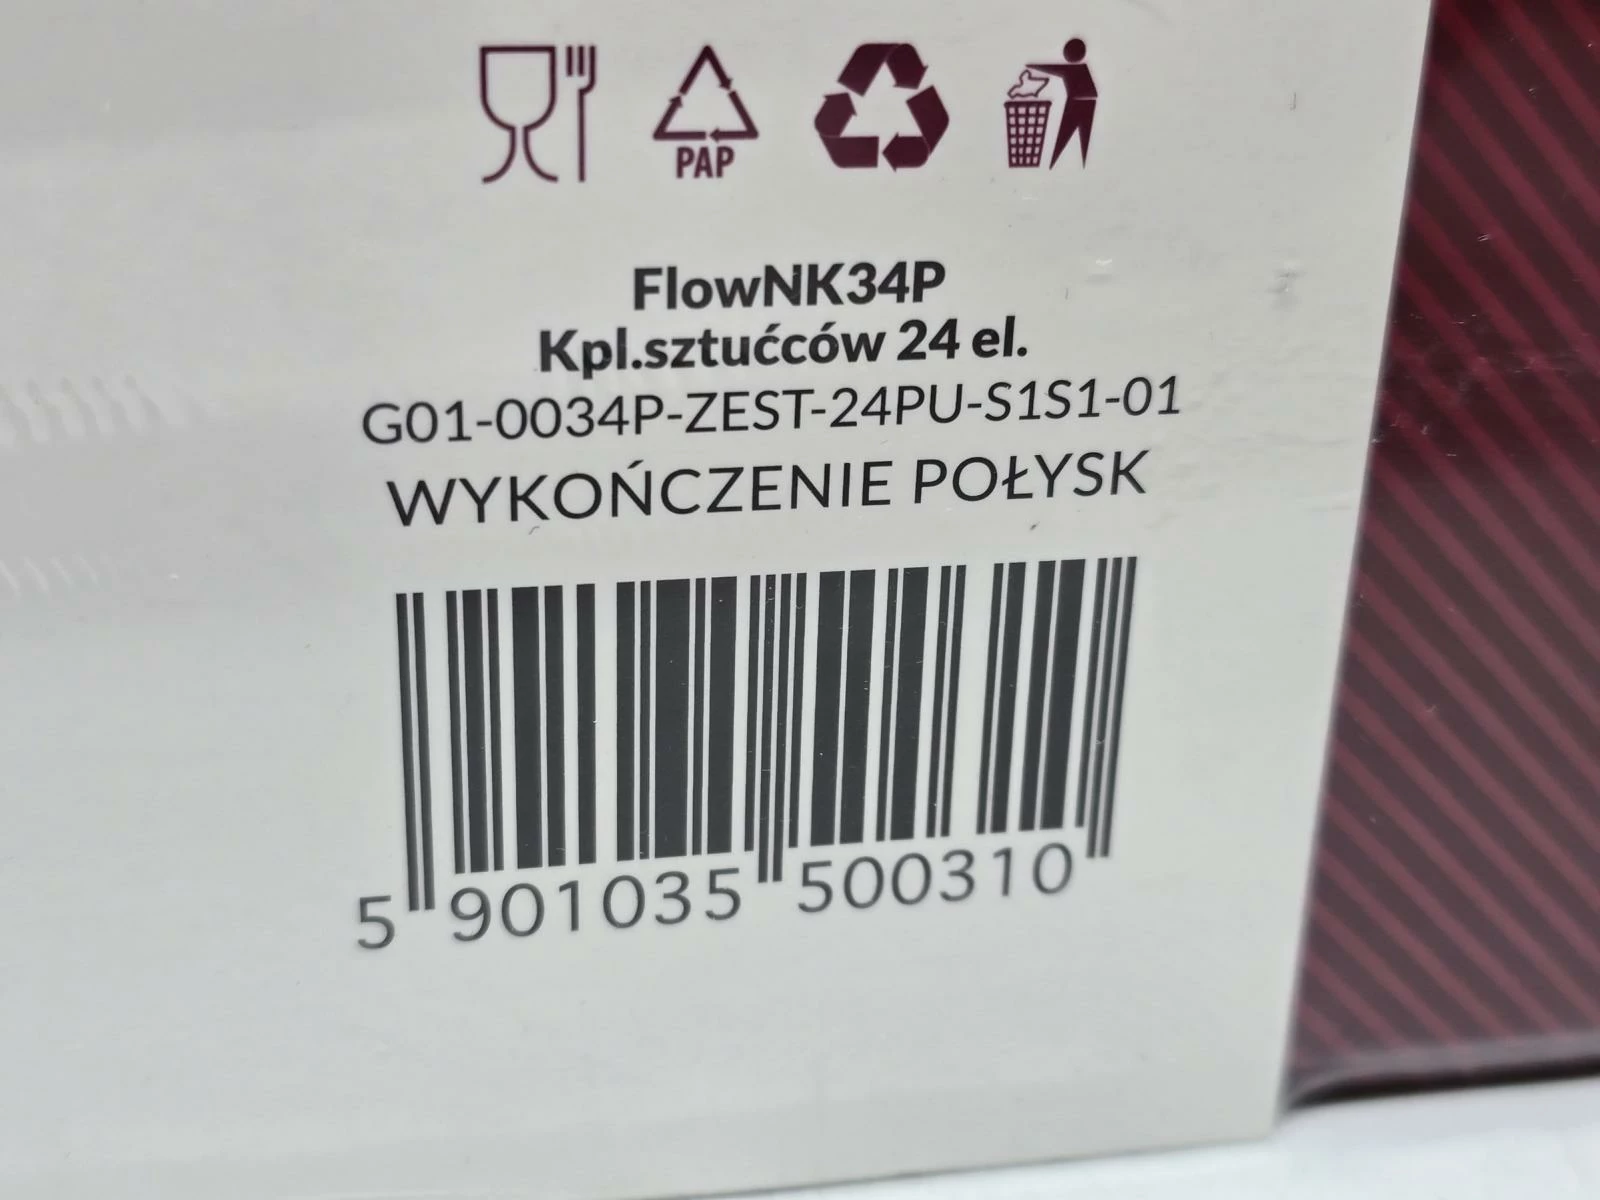 PAP
FlowNK34P
Kpl.sztućców 24 el.
G01-0034P-ZEST-24PU-S1S1-01
WYKOŃCZENIE POŁYSK
5 901035 500310